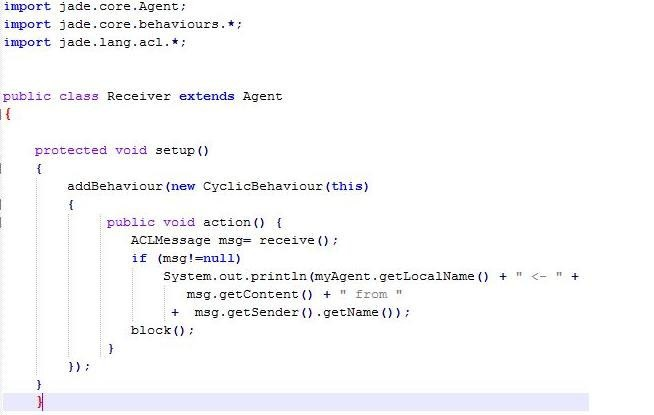 import jade.core.Agent;
import jade.core.behaviours.*;
import jade.lang.acl.*;
public class Receiver extends Agent
{
protected void setup()
{
addBehaviour(new CyclicBehaviour(this)
{
public void action() {
ACLMessage msg= receive();
if (msg!=null)
System.out.println(myAgent.getLocalName() + " <- " +
msg.getContent() + " from "
+ msg.getSender().getName());
block();
}
});
}
}